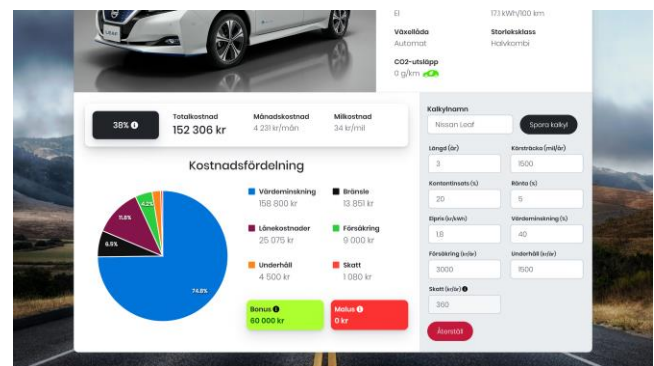 LEAF
El
17.1 kWh/100 km
Växellåda
Storleksklass
Automat
Halvkombi
CO2-utsläpp
0 g/km
38%
Totalkostnad
Månadskostnad
Milkostnad
152 306 kr
4 231 kr/mån
34 kr/mil
Kostnadsfördelning
4.2%
11.8%
6.5%
74.8%
Värdeminskning
Bränsle
158 800 kr
13 851 kr
Lånekostnader
Försäkring
25 075 kr
9 000 kr
Underhåll
Skatt
4 500 kr
1 080 kr
Bonus
Malus
60 000 kr
0 kr
Kalkylnamn
Nissan Leaf
Spara kalkyl
Längd (år)
Körsträcka (mil/år)
3
1500
Kontantinsats (%)
Ränta (%)
20
5
Elpris (kr/kWh)
Värdeminskning (%)
1,8
40
Försäkring (kr/år)
Underhåll (kr/år)
3000
1500
Skatt (kr/år)
360
Återställ